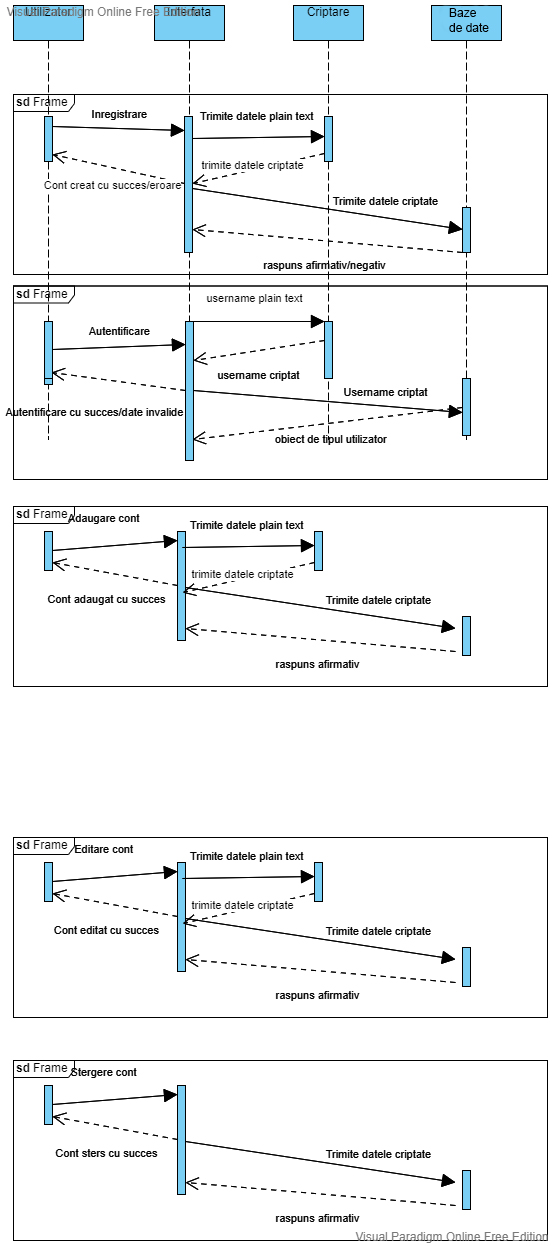 Visual Paradigm Online Free Edition
Utilizator
Interfata
Criptare
Baze
de date
sd Frame
Inregistrare
Trimite datele plain text
trimite datele criptate
Cont creat cu succes/eroare
Trimite datele criptate
raspuns afirmativ/negativ
sd Frame
username plain text
Autentificare
username criptat
Username criptat
Autentificare cu succes/date invalide
obiect de tipul utilizator
sd Frame
Adaugare cont
Trimite datele plain text
trimite datele criptate
Cont adaugat cu succes
Trimite datele criptate
raspuns afirmativ
sd Frame
Editare cont
Trimite datele plain text
trimite datele criptate
Cont editat cu succes
Trimite datele criptate
raspuns afirmativ
sd Frame
Stergere cont
Cont sters cu succes
Trimite datele criptate
raspuns afirmativ
Visual Paradigm Online Free Edition